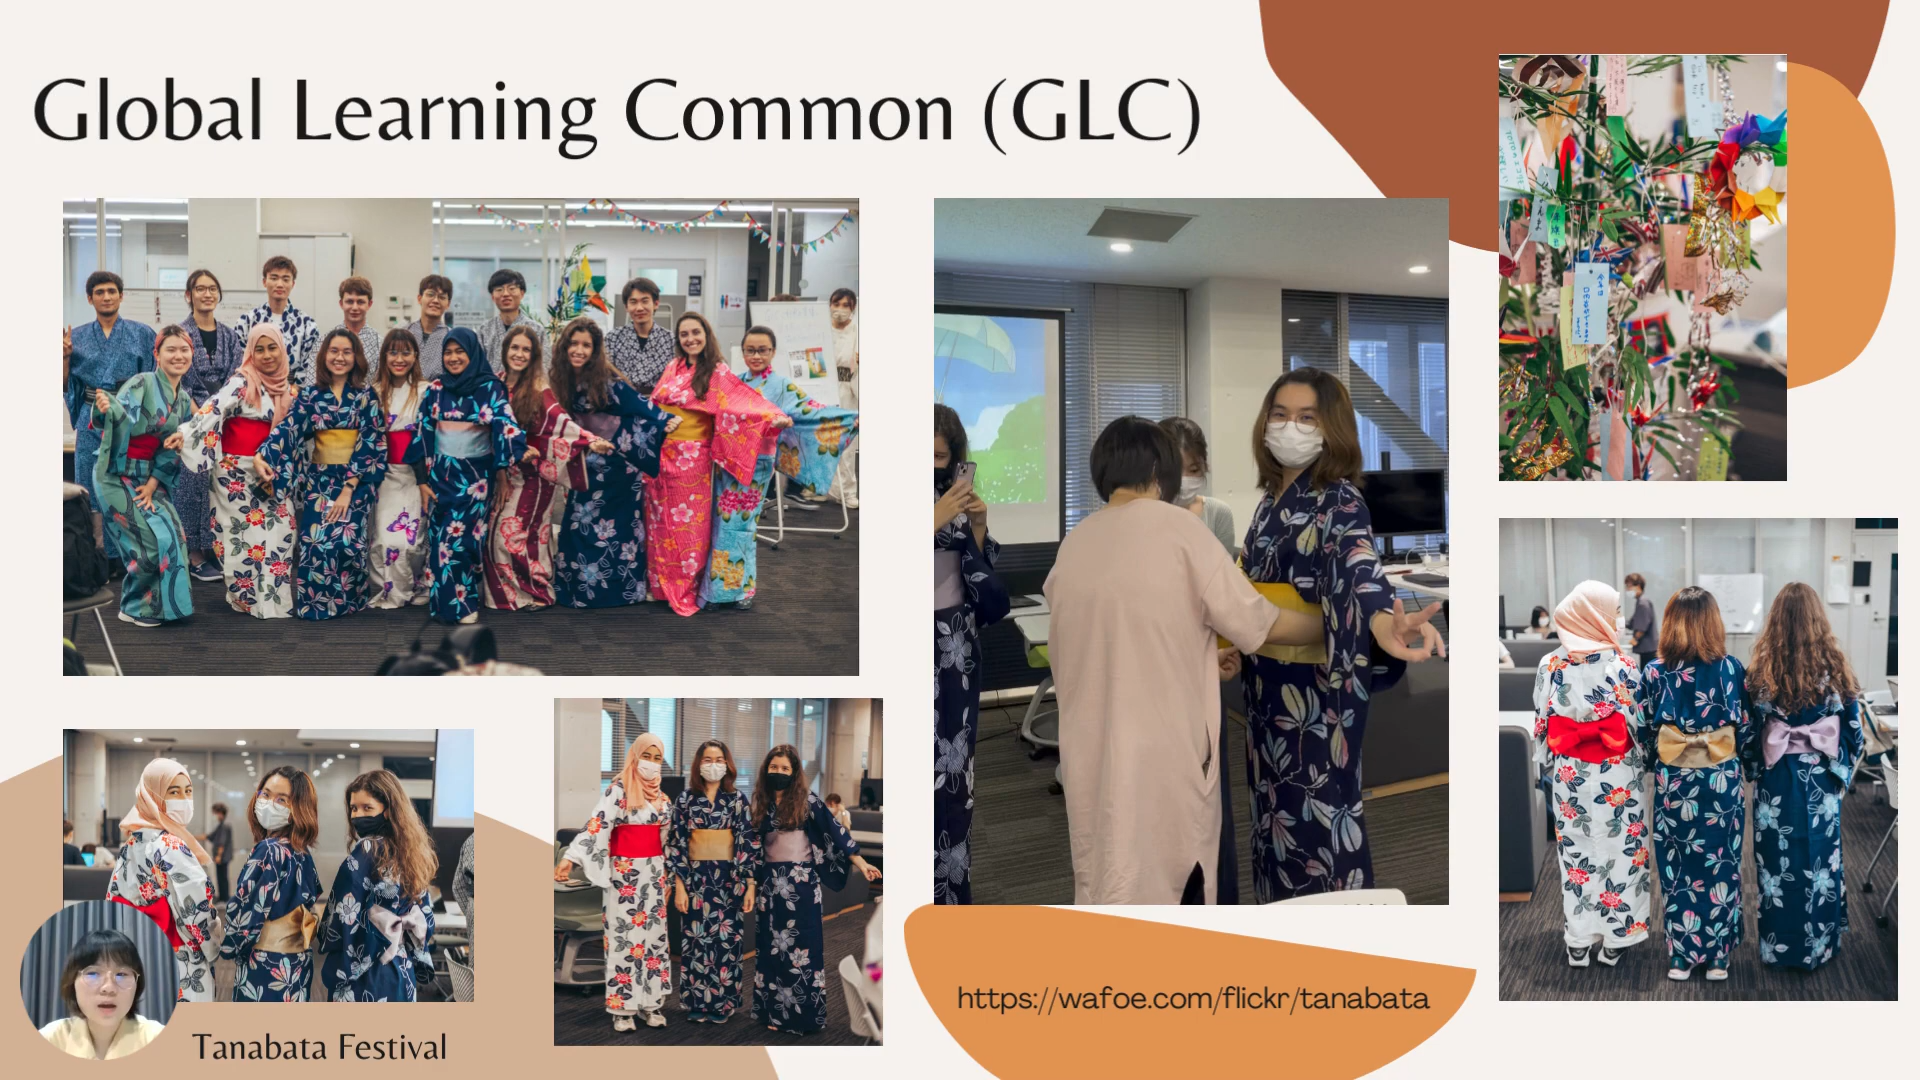 Global Learning Common (GLC)
https://wafoe.com/flickr/tanabata
Tanabata Festival